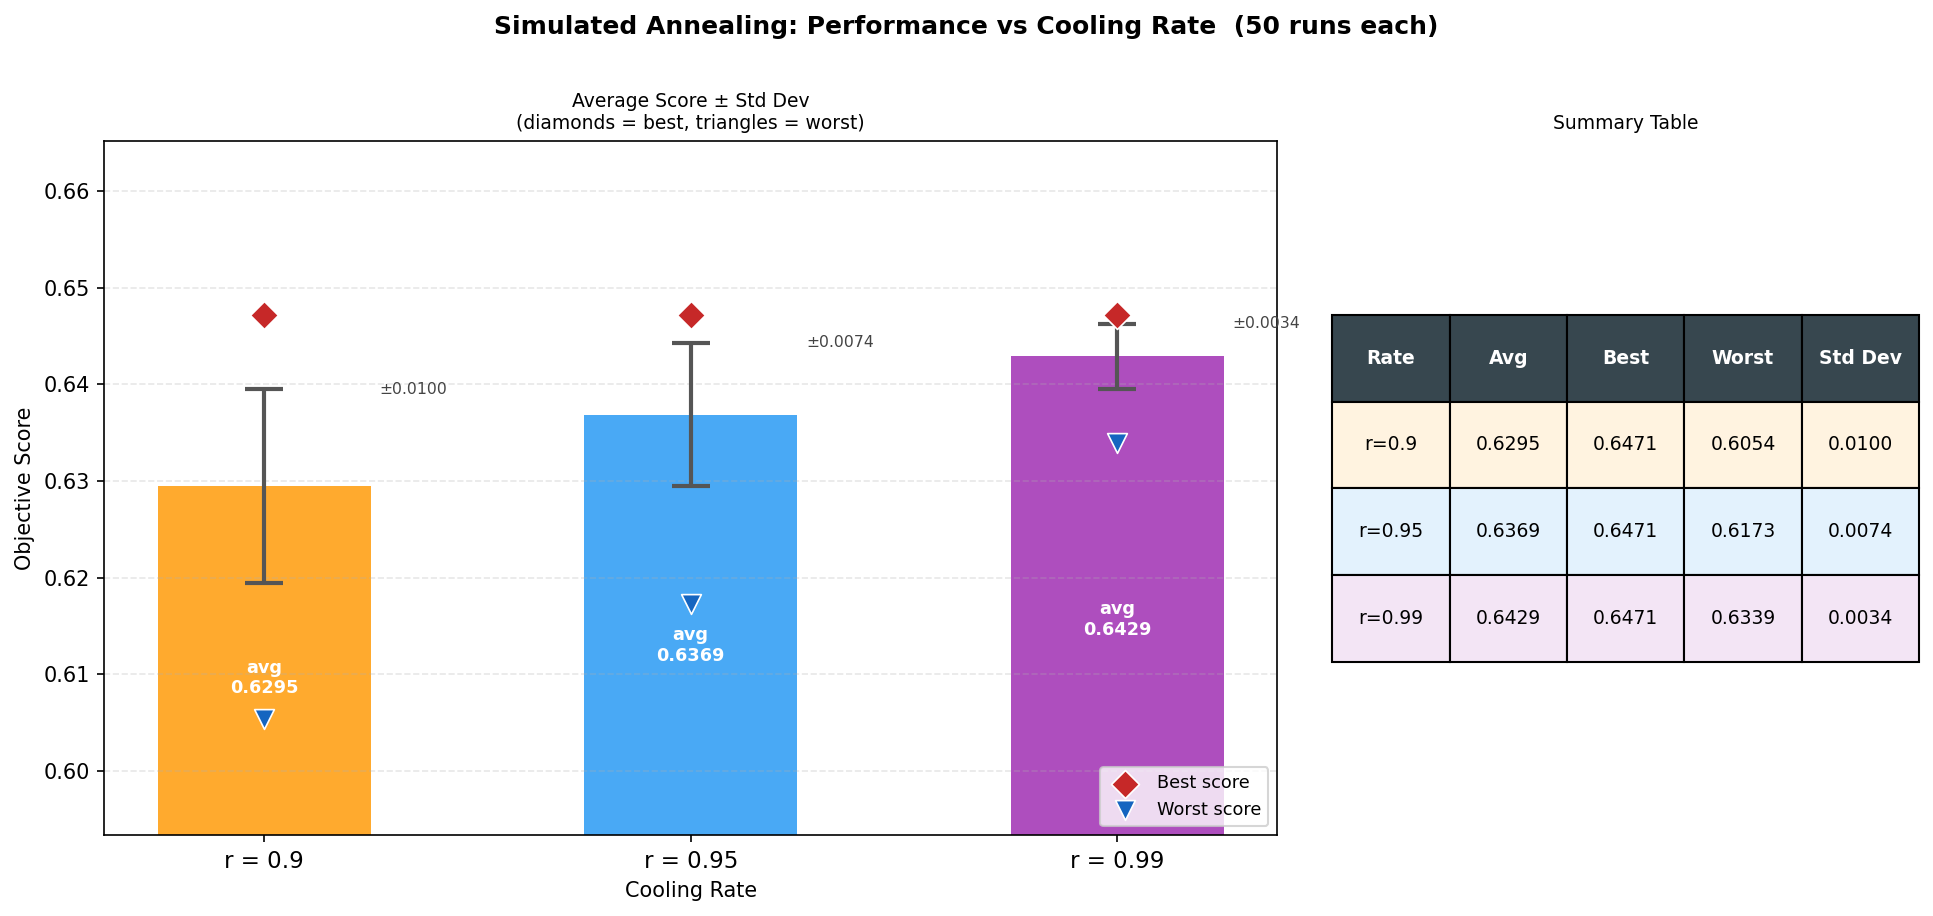 Simulated Annealing: Performance vs Cooling Rate (50 runs each)
Average Score ± Std Dev
(diamonds = best, triangles = worst)
Objective Score
0.66
0.65
0.64
0.63
0.62
0.61
0.60
±0.0100
±0.0074
±0.0034
avg
0.6295
avg
0.6369
avg
0.6429
Best score
Worst score
r = 0.9
r = 0.95
r = 0.99
Cooling Rate
Summary Table
Rate Avg Best Worst Std Dev
r=0.9 0.6295 0.6471 0.6054 0.0100
r=0.95 0.6369 0.6471 0.6173 0.0074
r=0.99 0.6429 0.6471 0.6339 0.0034